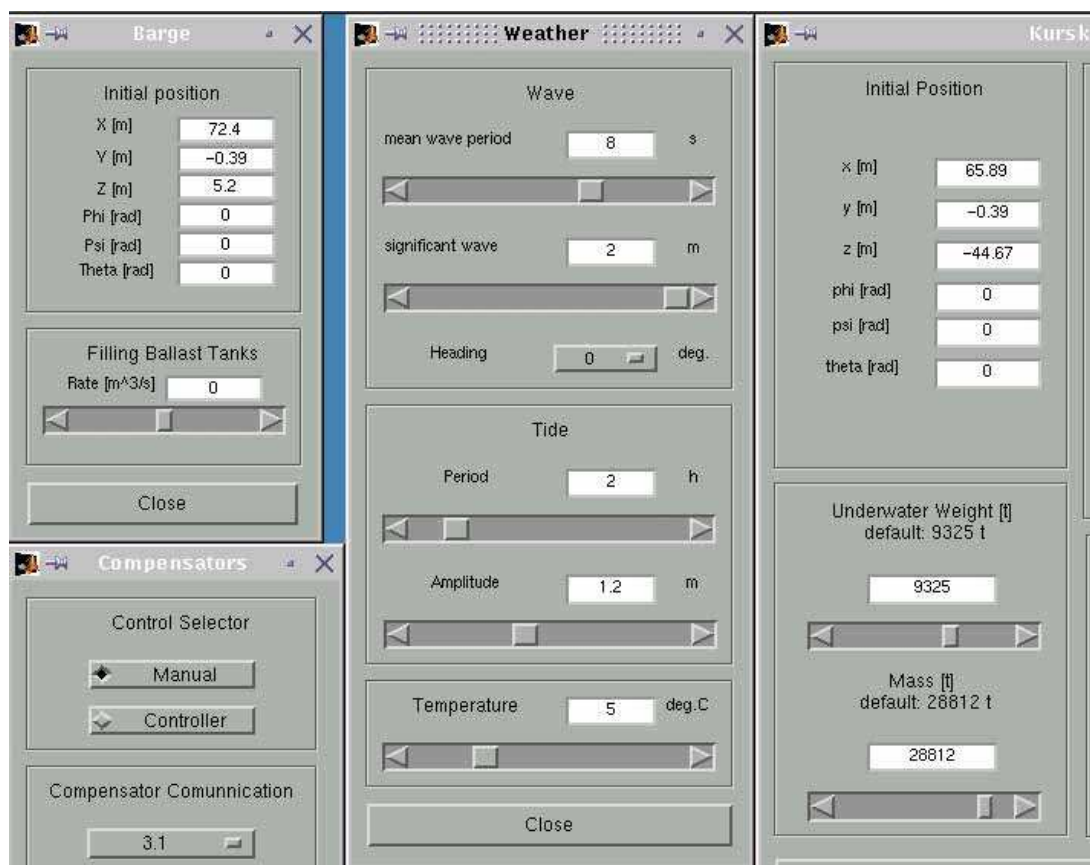 Barge
Initial position
X [m] 72.4
Y [m] −0.39
Z [m] 5.2
Phi [rad] 0
Psi [rad] 0
Theta [rad] 0
Filling Ballast Tanks
Rate [m^3/s] 0
Close
Compensators
Control Selector
Manual
Controller
Compensator Comunnication
3.1
Weather
Wave
mean wave period 8 s
significant wave 2 m
Heading 0 deg.
Tide
Period 2 h
Amplitude 1.2 m
Temperature 5 deg.C
Close
Kursk
Initial Position
x [m] 65.89
y [m] −0.39
z [m] −44.67
phi [rad] 0
psi [rad] 0
theta [rad] 0
Underwater Weight [t]
default: 9325 t
9325
Mass [t]
default: 28812 t
28812